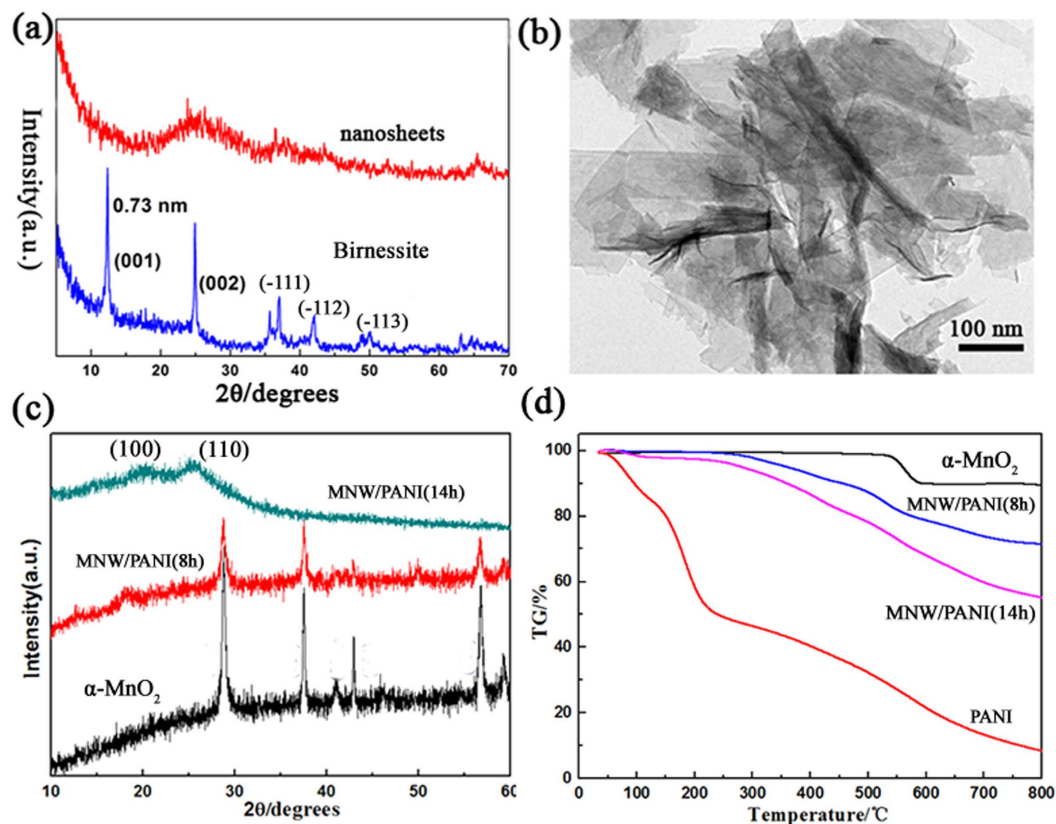 (a)
Intensity(a.u.)
nanosheets
0.73 nm
(001)
(002)
Birnessite
(-111)
(-112)
(-113)
10 20 30 40 50 60 70
2θ/degrees
(b)
100 nm
(c)
Intensity(a.u.)
(100)
(110)
MNW/PANI(14h)
MNW/PANI(8h)
α-MnO2
10 20 30 40 50 60
2θ/degrees
(d)
TG/%
100
80
60
40
20
0
α-MnO2
MNW/PANI(8h)
MNW/PANI(14h)
PANI
0 100 200 300 400 500 600 700 800
Temperature/℃